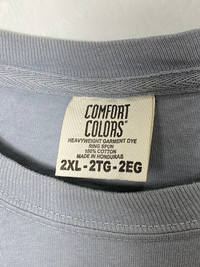 COMFORT
COLORS®
HEAVYWEIGHT GARMENT DYE
RING SPUN
100% COTTON
MADE IN HONDURAS
2XL-2TG-2EG